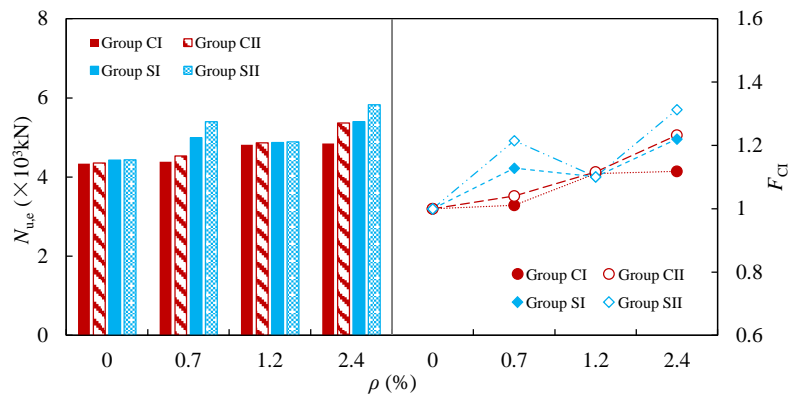 8
6
4
2
0
N_u,e (×10³kN)
Group CI
Group CII
Group SI
Group SII
0
0.7
1.2
2.4
0
0.7
1.2
2.4
ρ (%)
1.6
1.4
1.2
1
0.8
0.6
F_CI
Group CI
Group CII
Group SI
Group SII